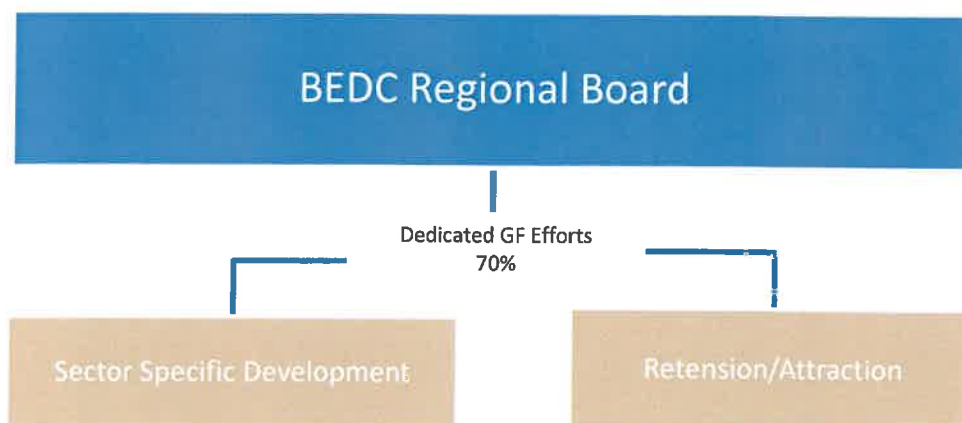 BEDC Regional Board
Dedicated GF Efforts
70%
Sector Specific Development
Retension/Attraction